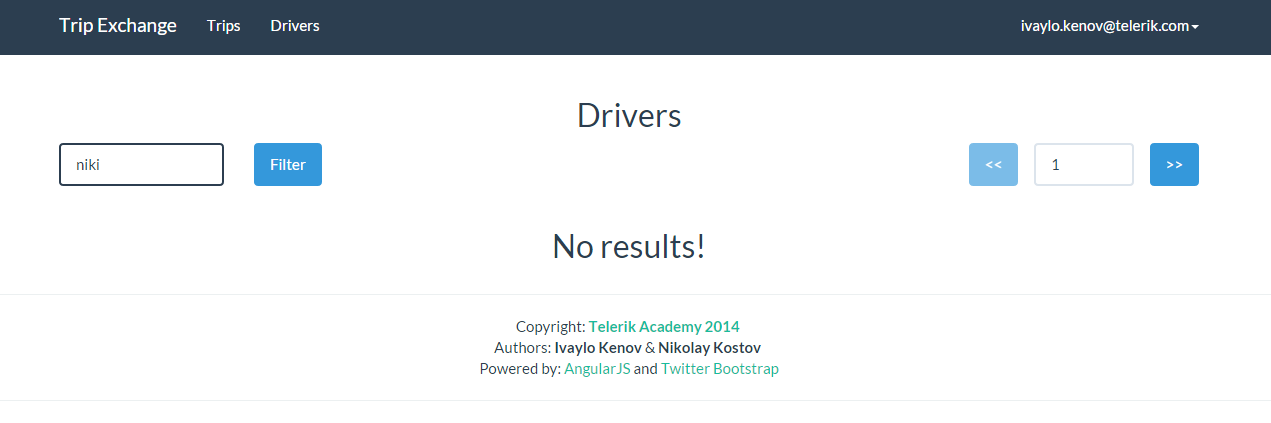 Trip Exchange Trips Drivers ivaylo.kenov@telerik.com
Drivers
niki Filter << 1 >>
No results!
Copyright: Telerik Academy 2014
Authors: Ivaylo Kenov & Nikolay Kostov
Powered by: AngularJS and Twitter Bootstrap